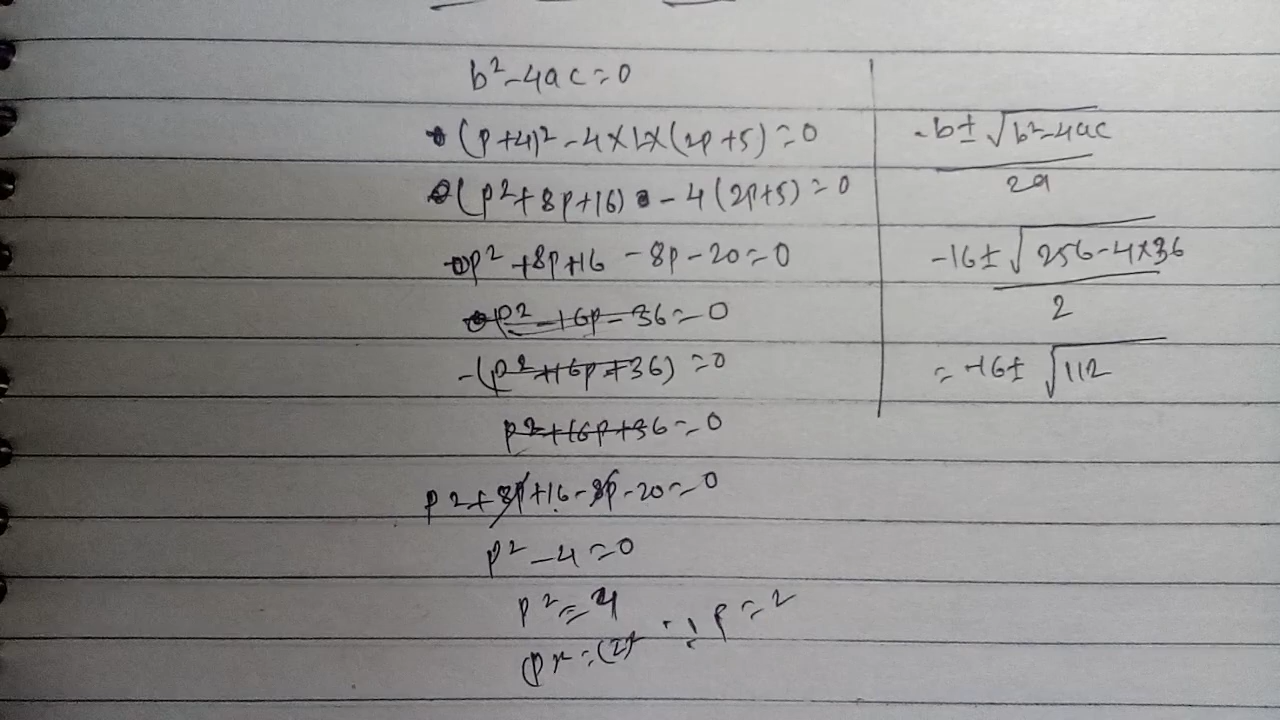 b²-4ac=0
(p+4)²-4×1×(2p+5)=0
(p²+8p+16)-4(2p+5)=0
p²+8p+16-8p-20=0
p²-16p-36=0
-(p²+16p+36)=0
p²+16p+36=0
p²+8p+16-8p-20=0
p²-4=0
p²=4
(p)²=(2)² ∴ p=2
-b±√b²-4ac
2a
-16±√256-4×36
2
=-16±√112